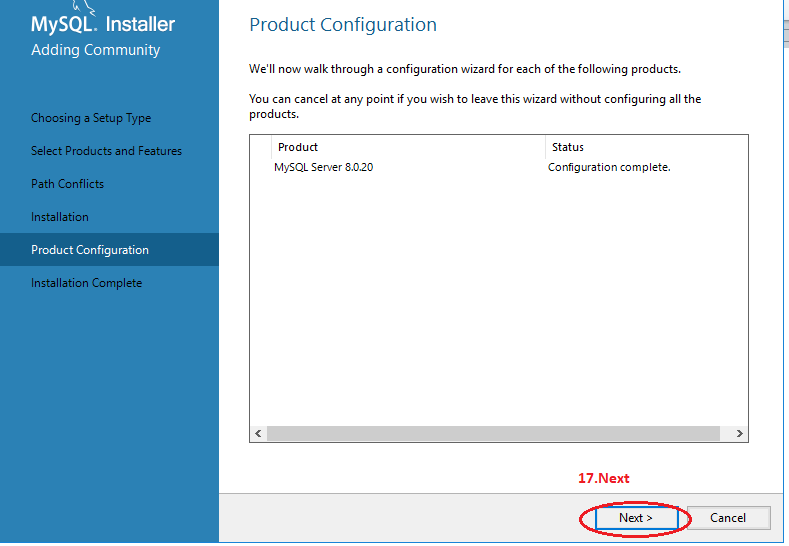 MySQL. Installer
Adding Community
Choosing a Setup Type
Select Products and Features
Path Conflicts
Installation
Product Configuration
Installation Complete
Product Configuration
We'll now walk through a configuration wizard for each of the following products.
You can cancel at any point if you wish to leave this wizard without configuring all the
products.
Product Status
MySQL Server 8.0.20 Configuration complete.
17.Next
Next > Cancel